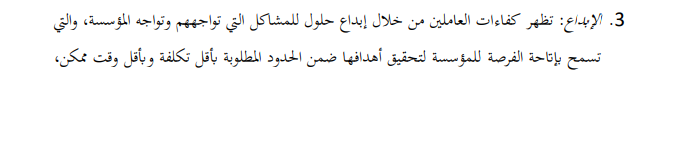 3. الإبداع: تظهر كفاءات العاملين من خلال إبداع حلول للمشاكل التي تواجههم وتواجه المؤسسة، والتي
تسمح بإتاحة الفرصة للمؤسسة لتحقيق أهدافها ضمن الحدود المطلوبة بأقل تكلفة وبأقل وقت ممكن،